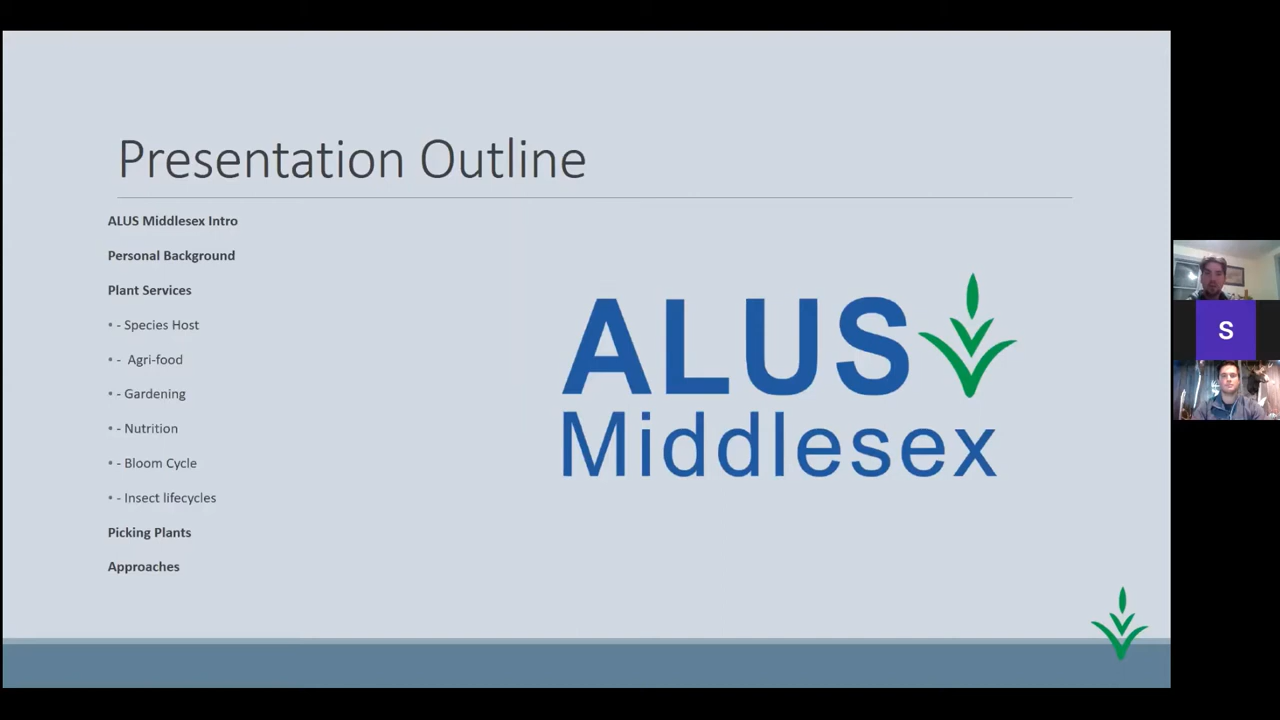 Presentation Outline
ALUS Middlesex Intro
Personal Background
Plant Services
• - Species Host
• - Agri-food
• - Gardening
• - Nutrition
• - Bloom Cycle
• - Insect lifecycles
Picking Plants
Approaches
ALUS
Middlesex
S